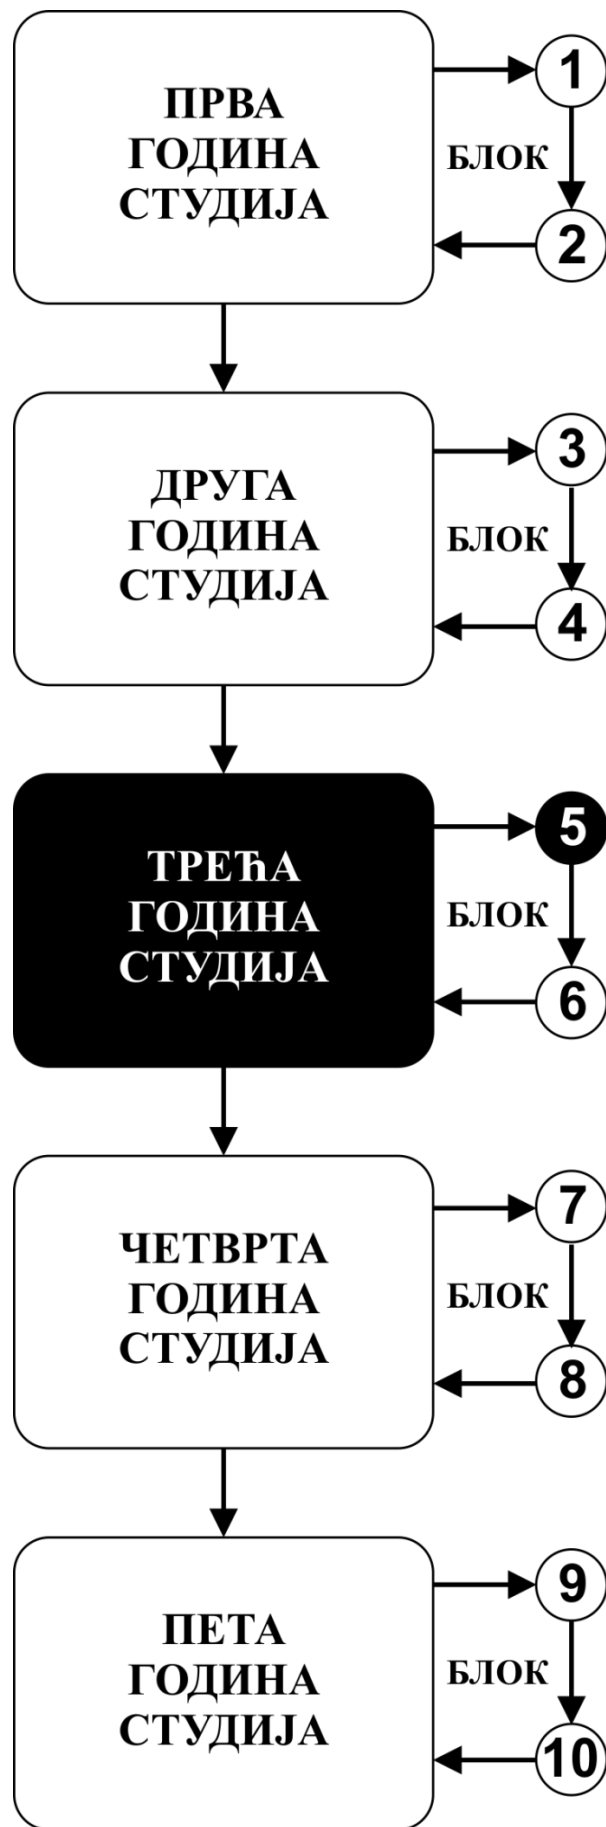 ПРВА
ГОДИНА
СТУДИЈА
1
БЛОК
2
ДРУГА
ГОДИНА
СТУДИЈА
3
БЛОК
4
ТРЕЋА
ГОДИНА
СТУДИЈА
5
БЛОК
6
ЧЕТВРТА
ГОДИНА
СТУДИЈА
7
БЛОК
8
ПЕТА
ГОДИНА
СТУДИЈА
9
БЛОК
10